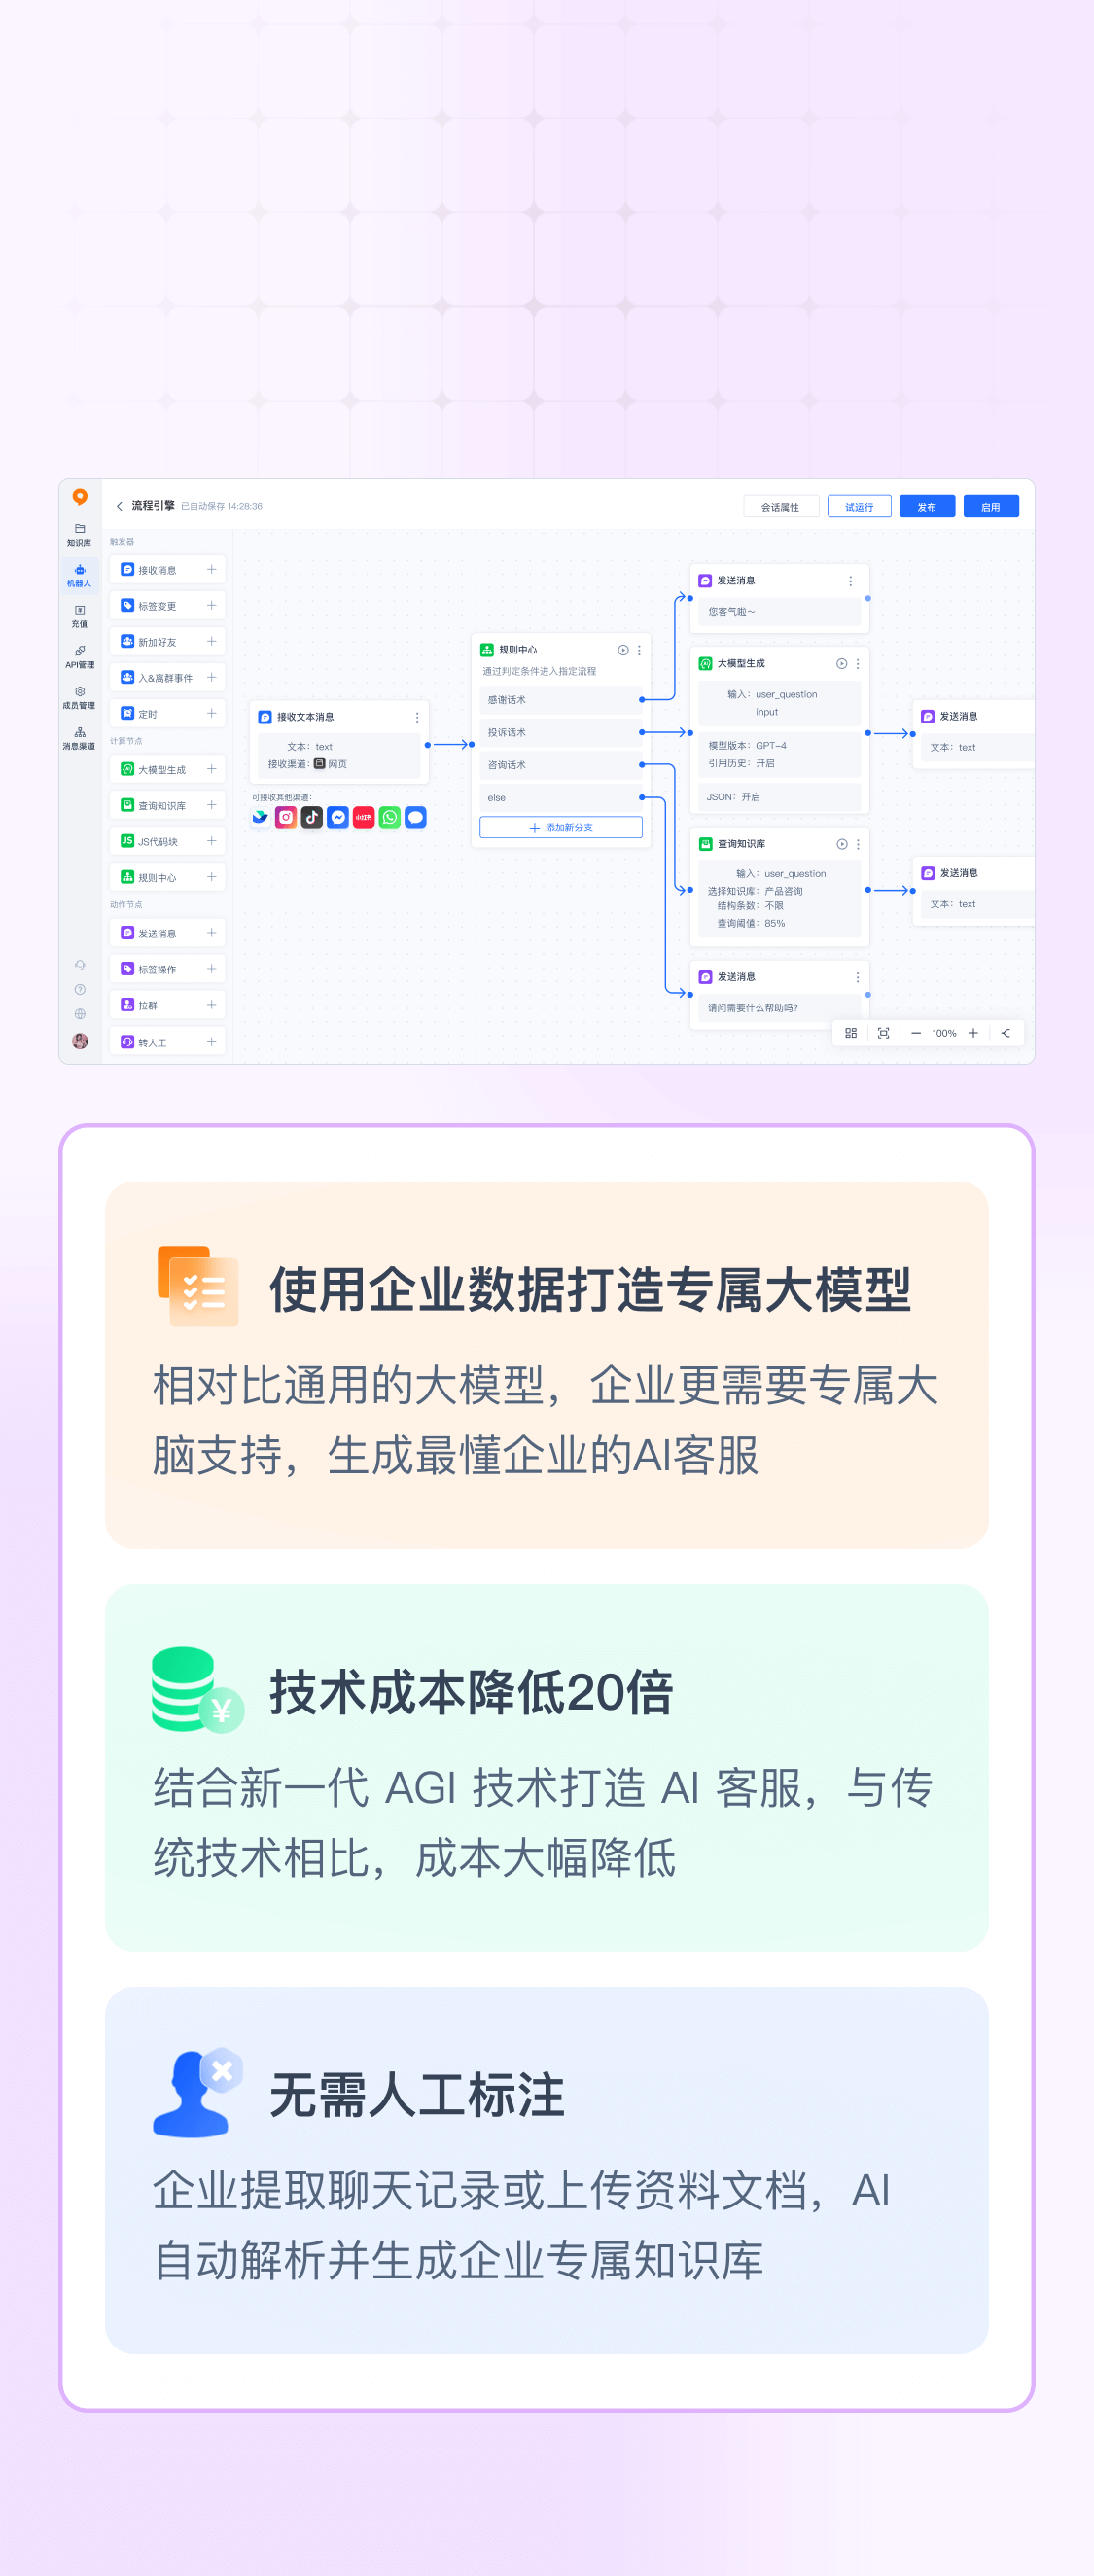 流程引擎 已自动保存 14:28:36
会话属性
试运行
发布
启用
知识库
机器人
充值
API管理
成员管理
消息渠道
触发器
接收消息
标签变更
新加好友
入&离群事件
定时
计算节点
大模型生成
查询知识库
JS代码块
规则中心
动作节点
发送消息
标签操作
拉群
转人工
接收文本消息
文本：text
接收渠道： 网页
可接收其他渠道：
小红书
规则中心
通过判定条件进入指定流程
感谢话术
投诉话术
咨询话术
else
添加新分支
发送消息
您客气啦～
大模型生成
输入：user_question
input
模型版本：GPT-4
引用历史：开启
JSON：开启
查询知识库
输入：user_question
选择知识库：产品咨询
结构条数：不限
查询阈值：85%
发送消息
请问需要什么帮助吗?
发送消息
文本：text
发送消息
文本：text
100%
使用企业数据打造专属大模型
相对比通用的大模型，企业更需要专属大
脑支持，生成最懂企业的AI客服
技术成本降低20倍
结合新一代 AGI 技术打造 AI 客服，与传
统技术相比，成本大幅降低
无需人工标注
企业提取聊天记录或上传资料文档，AI
自动解析并生成企业专属知识库